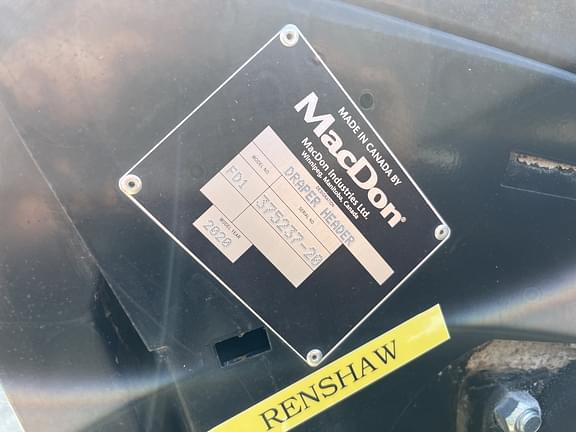 MADE IN CANADA BY
MacDon®
MacDon Industries Ltd.
Winnipeg, Manitoba, Canada
DESCRIPTION
DRAPER HEADER
MODEL NO.
SERIAL NO.
FD1
375237-20
MODEL YEAR
2020
RENSHAW